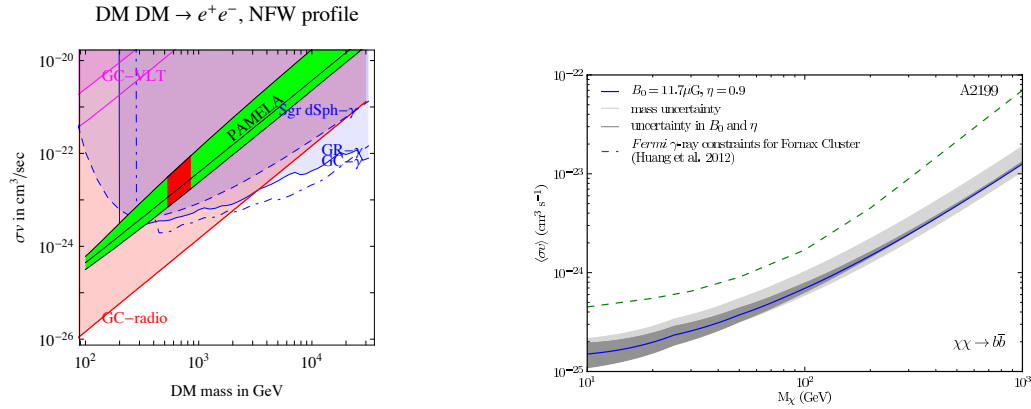 DM DM → e⁺e⁻, NFW profile
10⁻²⁰
10⁻²²
10⁻²⁴
10⁻²⁶
σv in cm³/sec
GC−VLT
PAMELA
Sgr dSph−γ
GR−γ
GC−γ
GC−radio
10² 10³ 10⁴
DM mass in GeV
10⁻²²
10⁻²³
10⁻²⁴
10⁻²⁵
⟨σv⟩ (cm³ s⁻¹)
B₀ = 11.7μG, η = 0.9
mass uncertainty
uncertainty in B₀ and η
Fermi γ-ray constraints for Fornax Cluster
(Huang et al. 2012)
A2199
χχ → bb̅
10¹ 10² 10³
Mχ (GeV)